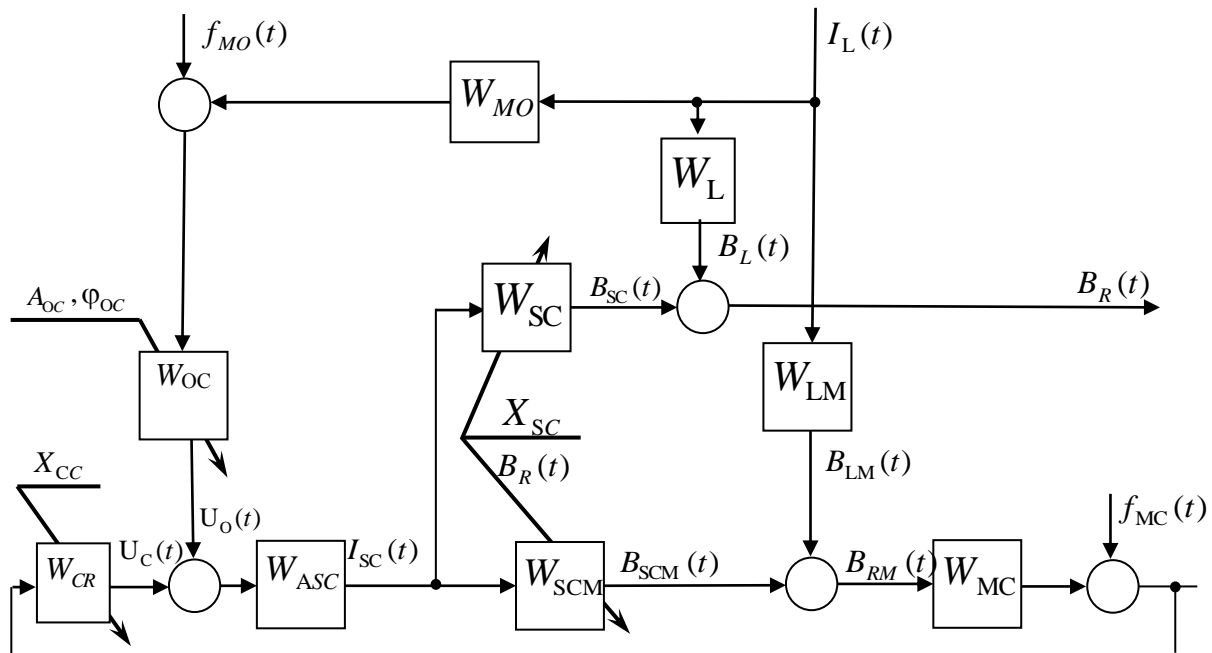 f_MO(t)
I_L(t)
W_MO
W_L
B_L(t)
W_SC
B_SC(t)
B_R(t)
A_OC, φ_OC
W_OC
W_LM
X_SC
B_R(t)
B_LM(t)
X_CC
U_O(t)
f_MC(t)
W_CR
U_C(t)
W_ASC
I_SC(t)
W_SCM
B_SCM(t)
B_RM(t)
W_MC